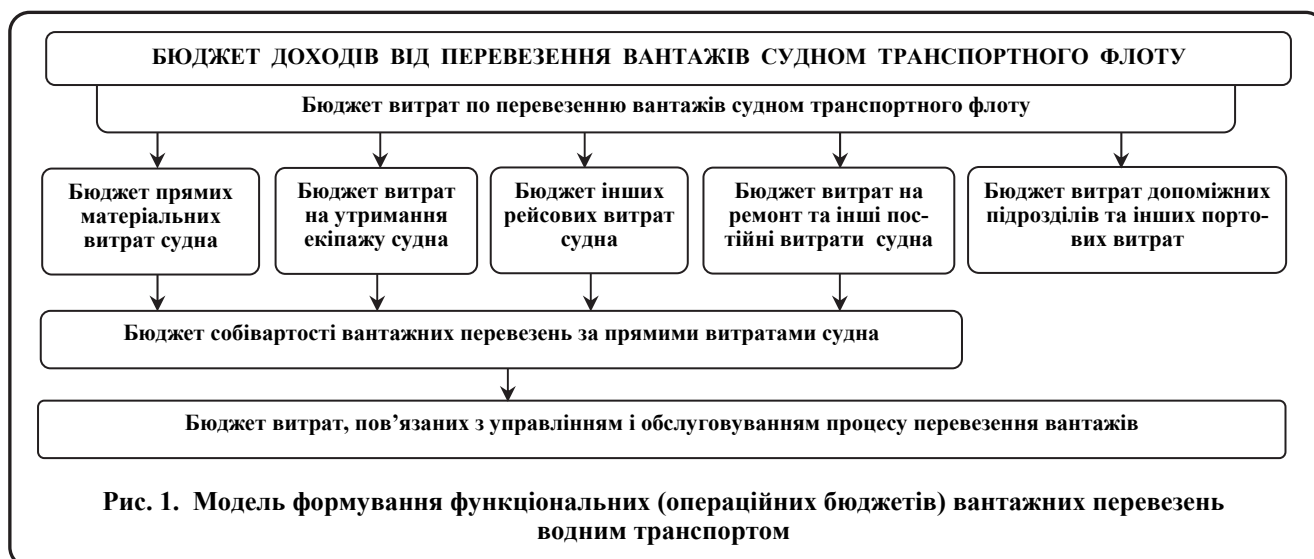 БЮДЖЕТ ДОХОДІВ ВІД ПЕРЕВЕЗЕННЯ ВАНТАЖІВ СУДНОМ ТРАНСПОРТНОГО ФЛОТУ
Бюджет витрат по перевезенню вантажів судном транспортного флоту
Бюджет прямих
матеріальних
витрат судна
Бюджет витрат
на утримання
екіпажу судна
Бюджет інших
рейсових витрат
судна
Бюджет витрат на
ремонт та інші пос-
тійні витрати судна
Бюджет витрат допоміжних
підрозділів та інших порто-
вих витрат
Бюджет собівартості вантажних перевезень за прямими витратами судна
Бюджет витрат, пов’язаних з управлінням і обслуговуванням процесу перевезення вантажів
Рис. 1. Модель формування функціональних (операційних бюджетів) вантажних перевезень
водним транспортом